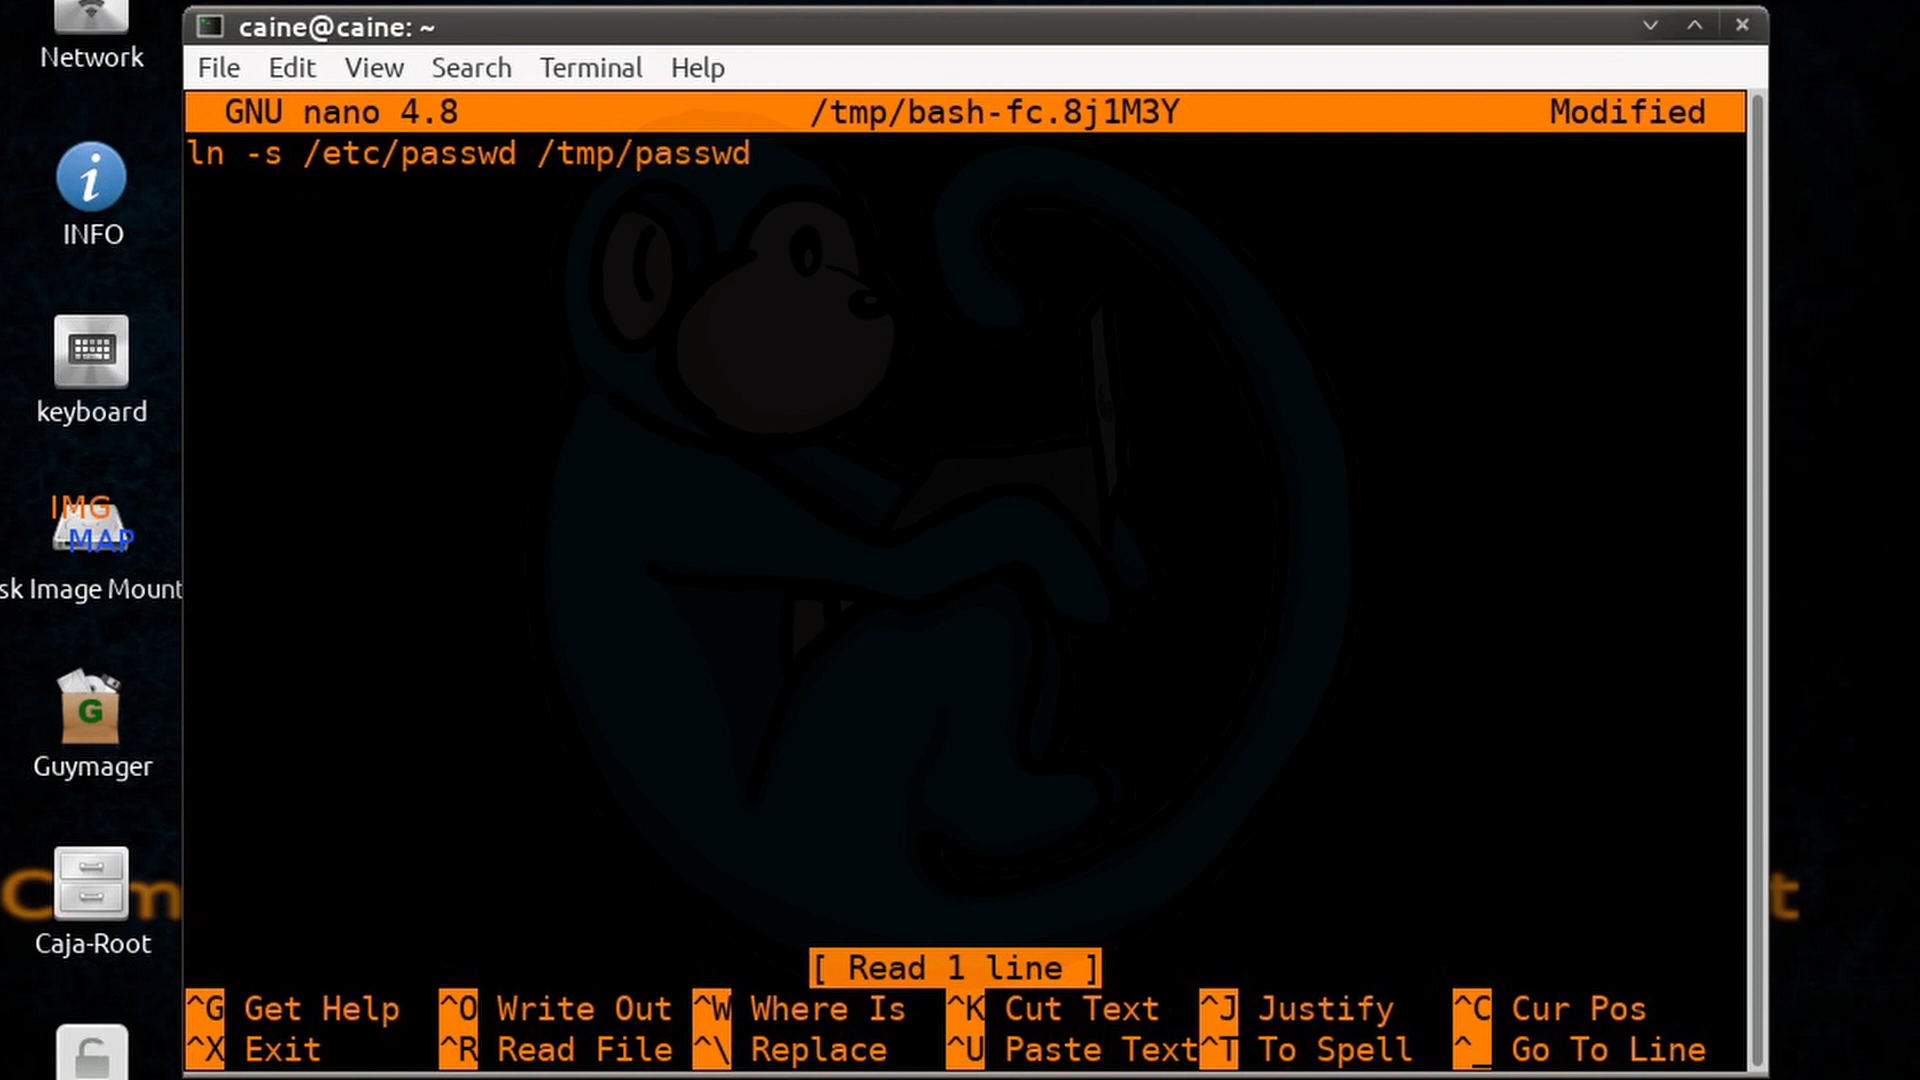 caine@caine: ~
File Edit View Search Terminal Help
GNU nano 4.8 /tmp/bash-fc.8j1M3Y Modified
ln -s /etc/passwd /tmp/passwd
[ Read 1 line ]
^G Get Help ^O Write Out ^W Where Is ^K Cut Text ^J Justify ^C Cur Pos
^X Exit ^R Read File ^\ Replace ^U Paste Text ^T To Spell ^_ Go To Line
Network
INFO
keyboard
IMG
MAP
sk Image Mount
G
Guymager
Caja-Root